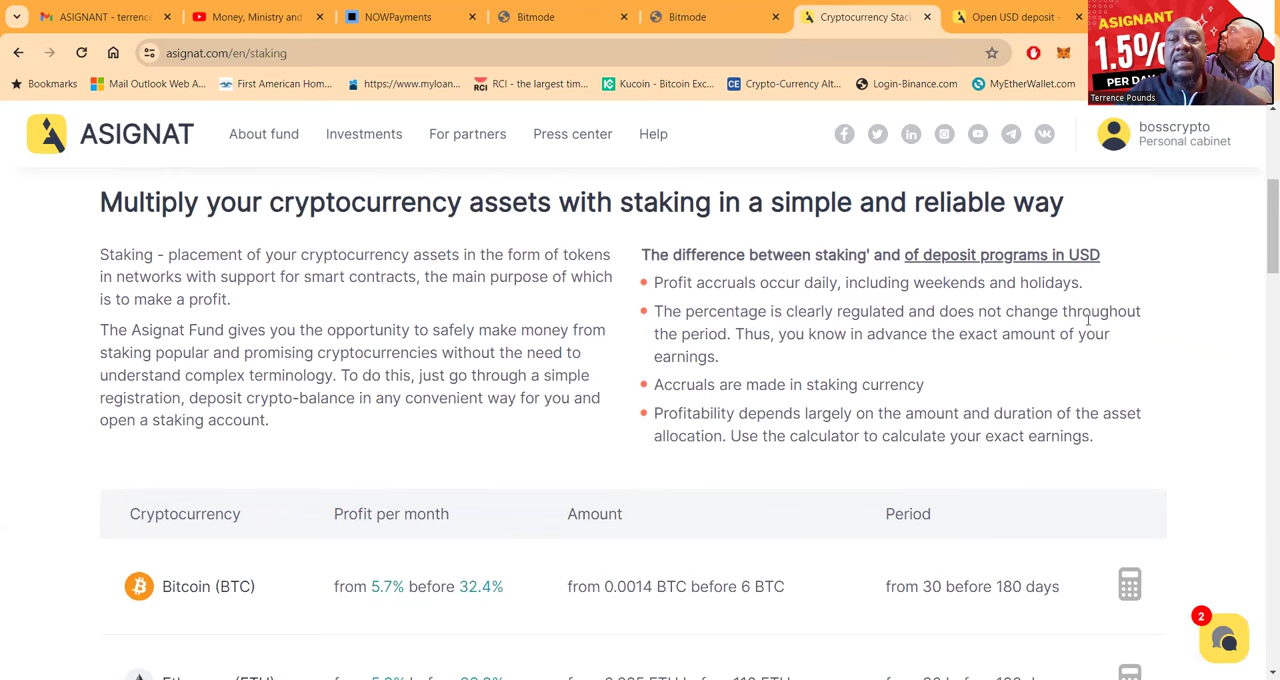 ASIGNANT - terrenc
Money, Ministry and
NOWPayments
Bitmode
Bitmode
Cryptocurrency Stac
Open USD deposit -
asignat.com/en/staking
Bookmarks
Mail Outlook Web A...
First American Hom...
https://www.myloan...
RCI - the largest tim...
Kucoin - Bitcoin Exc...
Crypto-Currency Alt...
Login-Binance.com
MyEtherWallet.com
ASIGNANT
1.5%
PER DAY
Terrence Pounds
ASIGNAT
About fund
Investments
For partners
Press center
Help
bosscrypto
Personal cabinet
Multiply your cryptocurrency assets with staking in a simple and reliable way
Staking - placement of your cryptocurrency assets in the form of tokens
in networks with support for smart contracts, the main purpose of which
is to make a profit.
The Asignat Fund gives you the opportunity to safely make money from
staking popular and promising cryptocurrencies without the need to
understand complex terminology. To do this, just go through a simple
registration, deposit crypto-balance in any convenient way for you and
open a staking account.
The difference between staking' and of deposit programs in USD
Profit accruals occur daily, including weekends and holidays.
The percentage is clearly regulated and does not change throughout
the period. Thus, you know in advance the exact amount of your
earnings.
Accruals are made in staking currency
Profitability depends largely on the amount and duration of the asset
allocation. Use the calculator to calculate your exact earnings.
Cryptocurrency Profit per month Amount Period
Bitcoin (BTC) from 5.7% before 32.4% from 0.0014 BTC before 6 BTC from 30 before 180 days
2